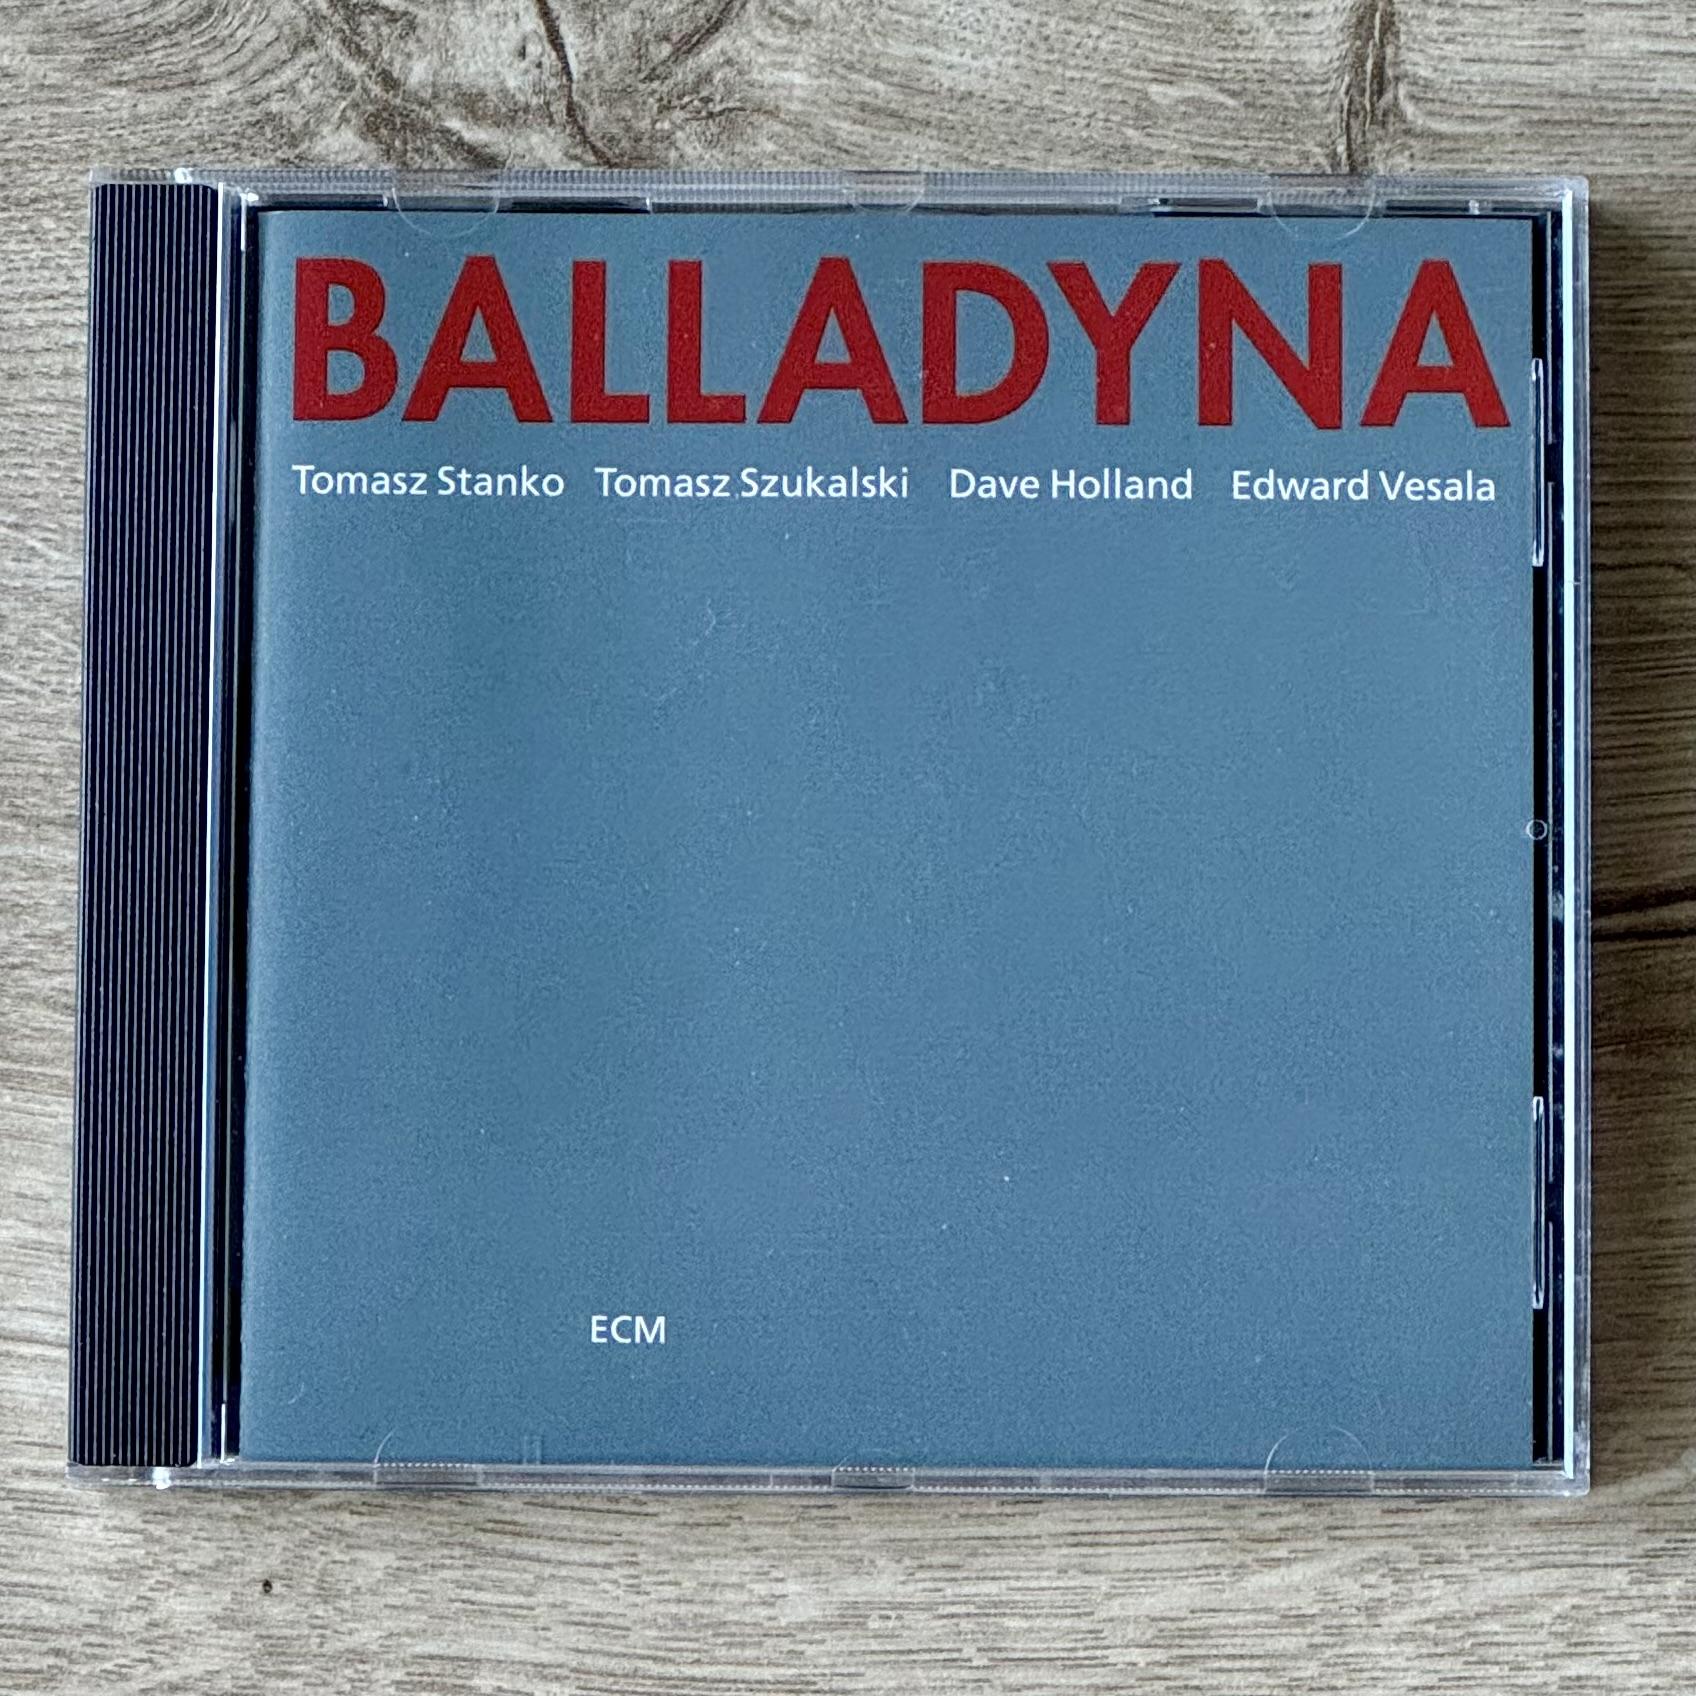 BALLADYNA
Tomasz Stanko Tomasz Szukalski Dave Holland Edward Vesala
ECM